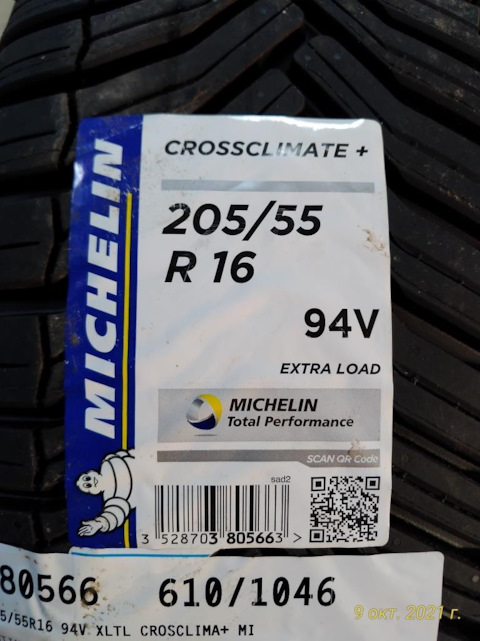 MICHELIN
CROSSCLIMATE +
205/55
R 16
94V
EXTRA LOAD
MICHELIN
Total Performance
SCAN QR Code
sad2
3 528703 805663 >
80566 610/1046
5/55R16 94V XLTL CROSCLIMA+ MI
9 окт. 2021 г.